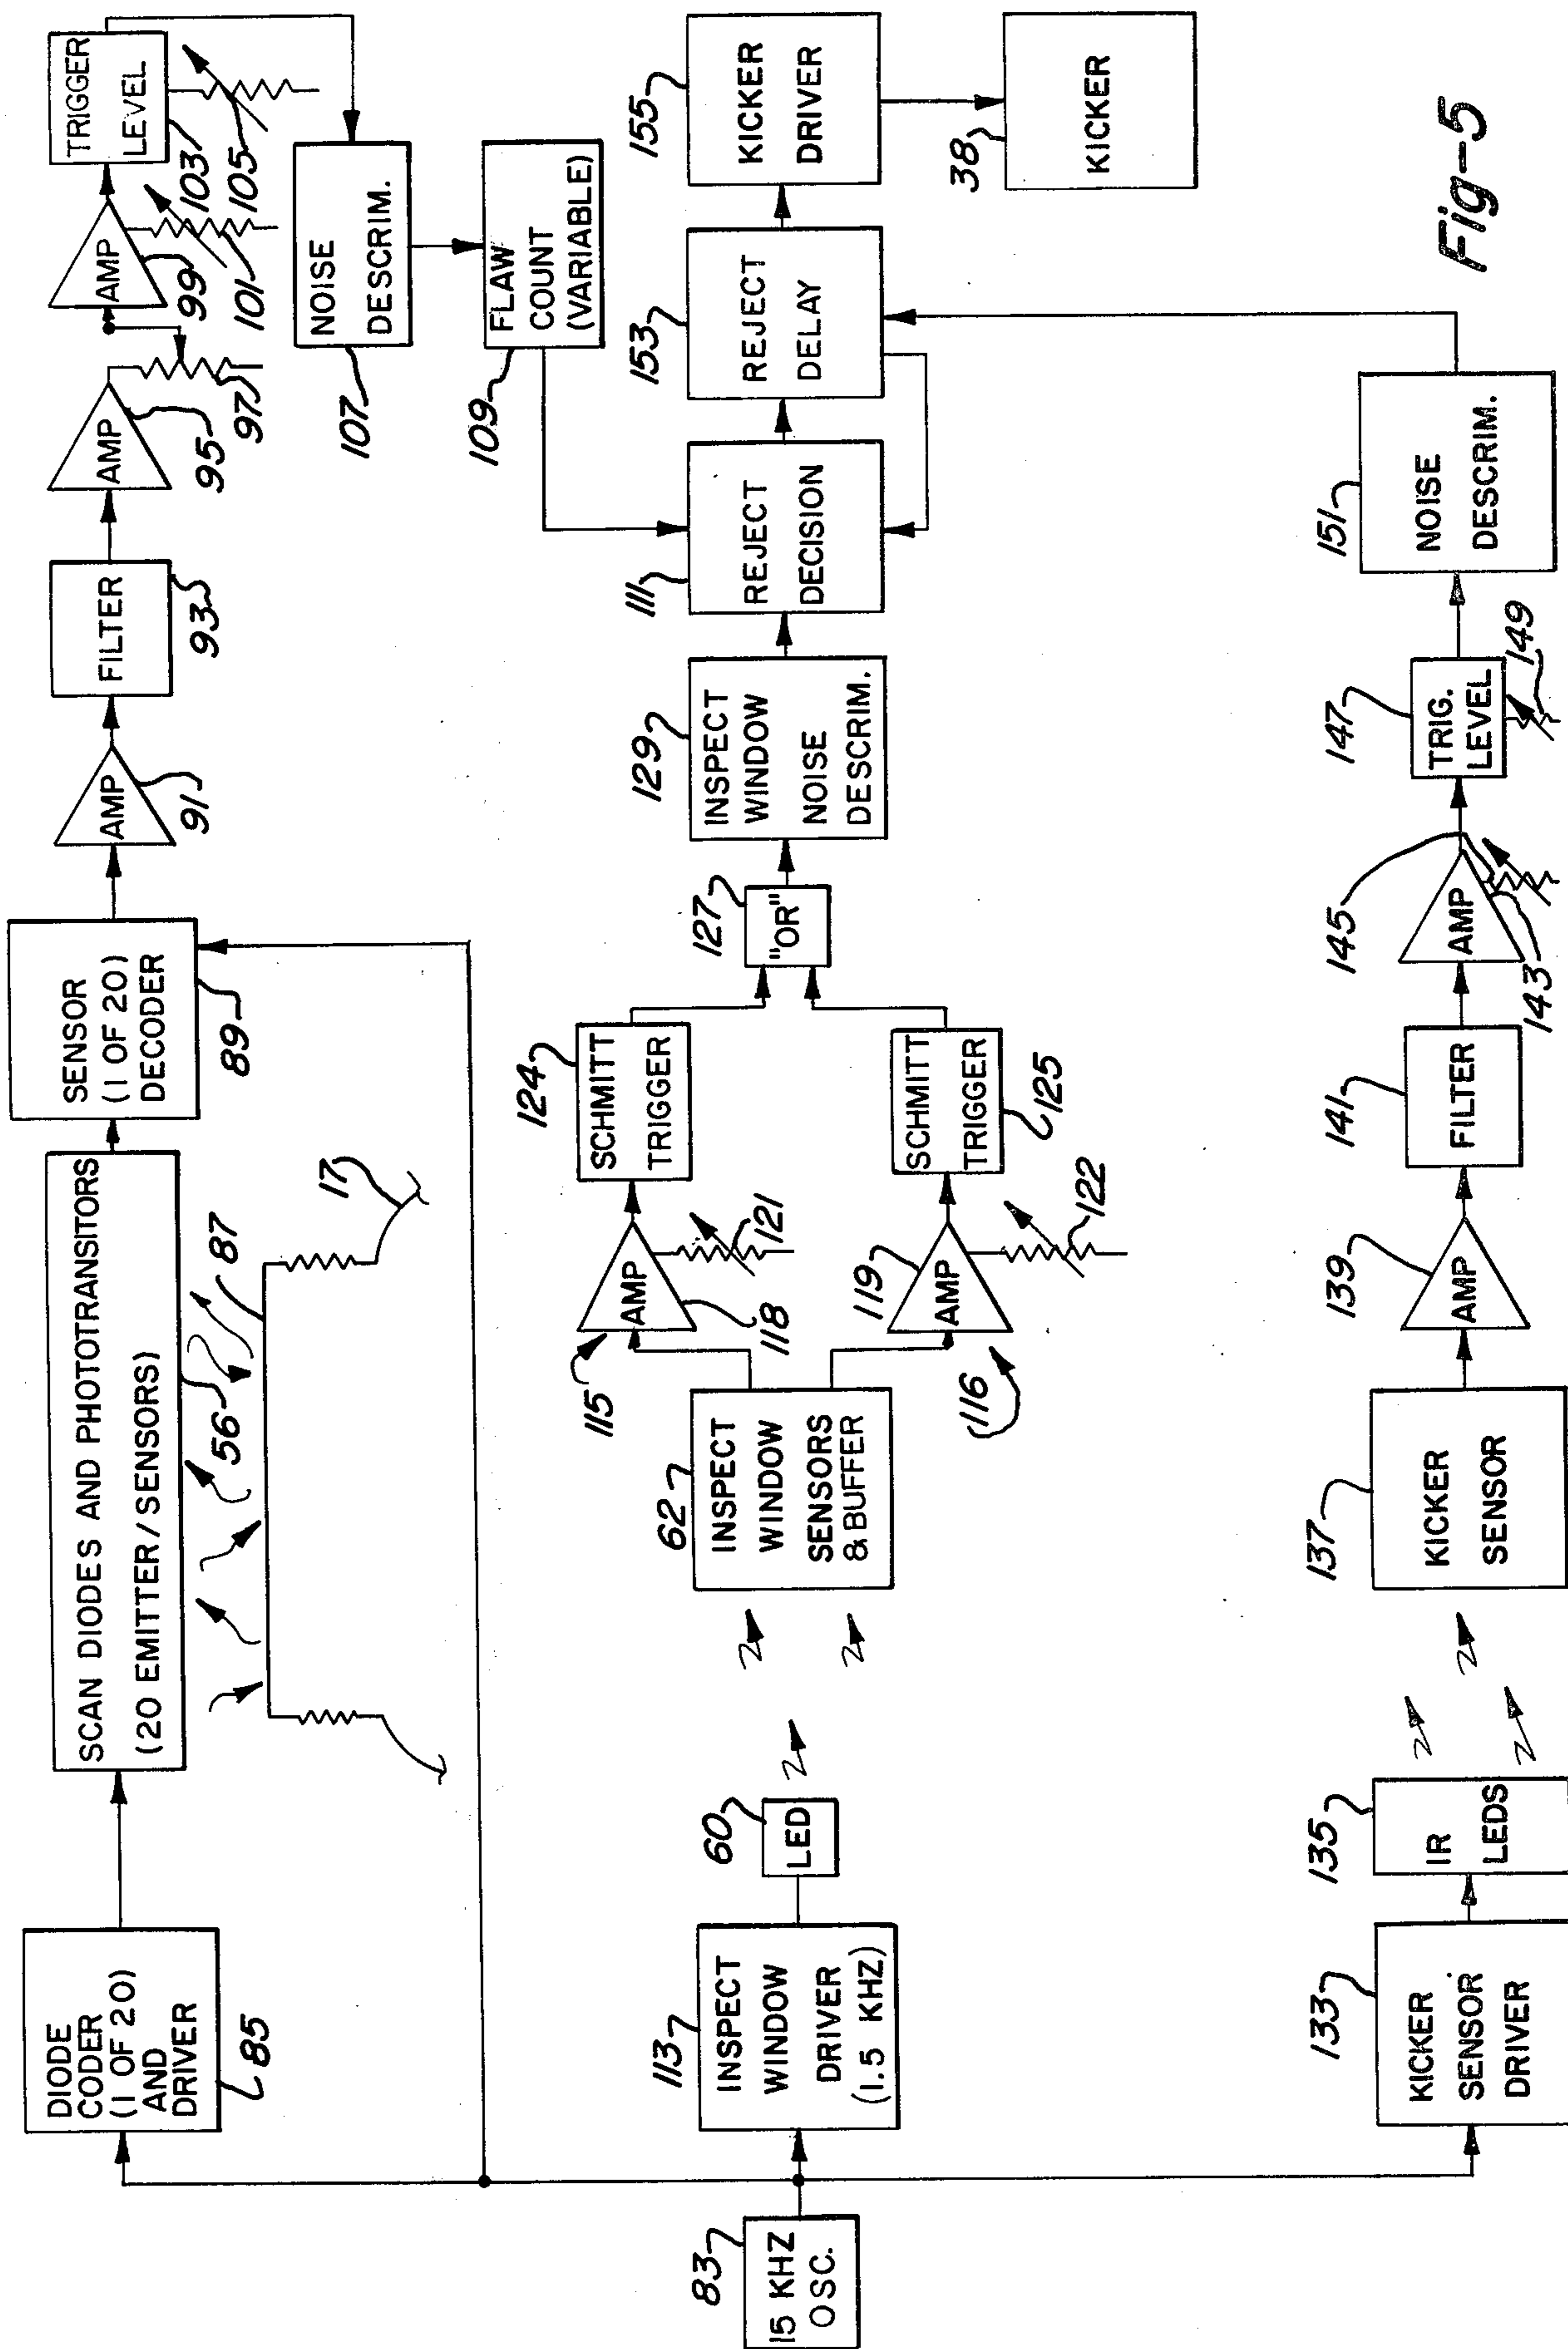 15 KHZ
OSC.
83
DIODE
CODER
(1 OF 20)
AND
DRIVER
85
SCAN DIODES AND PHOTOTRANSITORS
(20 EMITTER/SENSORS)
56
87
17
SENSOR
(1 OF 20)
DECODER
89
AMP
91
FILTER
93
AMP
95
97
AMP
99
101
TRIGGER
LEVEL
103
105
NOISE
DESCRIM.
107
FLAW
COUNT
(VARIABLE)
109
113
INSPECT
WINDOW
DRIVER
(1.5 KHZ)
60
LED
62
INSPECT
WINDOW
SENSORS
& BUFFER
115
AMP
118
121
124
SCHMITT
TRIGGER
116
119
AMP
122
SCHMITT
TRIGGER
125
127
"OR"
129
INSPECT
WINDOW
NOISE
DESCRIM.
111
REJECT
DECISION
153
REJECT
DELAY
155
KICKER
DRIVER
38
KICKER
133
KICKER
SENSOR
DRIVER
135
IR
LEDS
137
KICKER
SENSOR
139
AMP
141
FILTER
145
AMP
143
147
TRIG.
LEVEL
149
151
NOISE
DESCRIM.
Fig-5